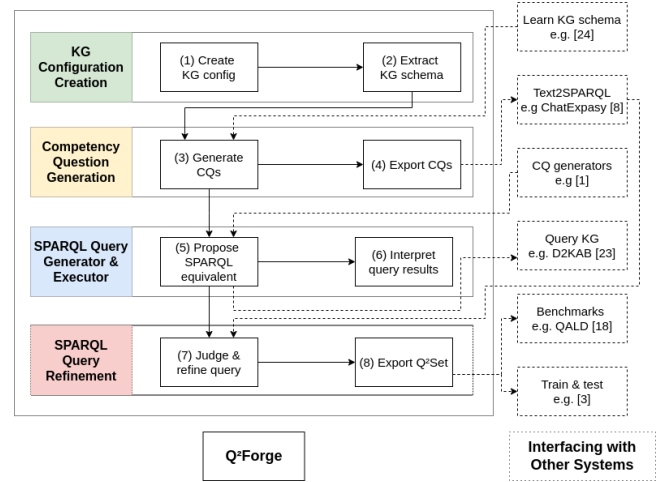 KG
Configuration
Creation
(1) Create
KG config
(2) Extract
KG schema
Learn KG schema
e.g. [24]
Text2SPARQL
e.g ChatExpasy [8]
Competency
Question
Generation
(3) Generate
CQs
(4) Export CQs
CQ generators
e.g [1]
SPARQL Query
Generator &
Executor
(5) Propose
SPARQL
equivalent
(6) Interpret
query results
Query KG
e.g. D2KAB [23]
SPARQL
Query
Refinement
(7) Judge &
refine query
(8) Export Q²Set
Benchmarks
e.g. QALD [18]
Train & test
e.g. [3]
Q²Forge
Interfacing with
Other Systems